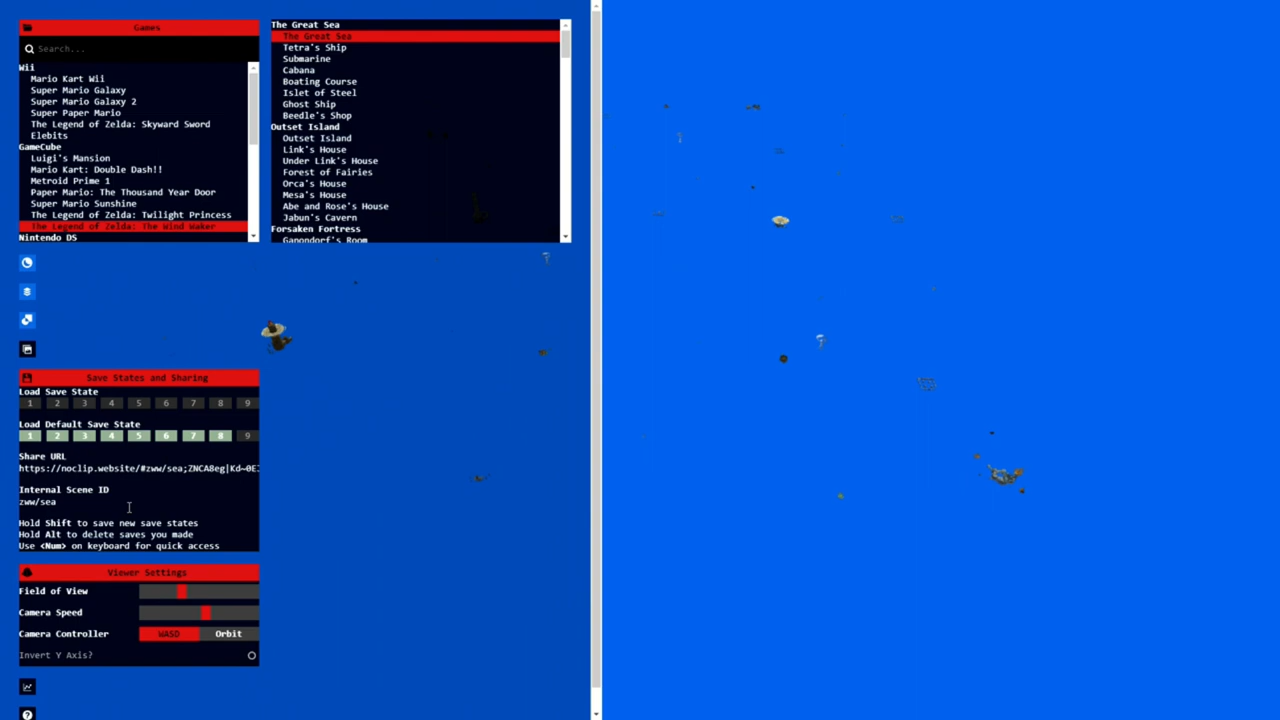 Games
Search...
Wii
Mario Kart Wii
Super Mario Galaxy
Super Mario Galaxy 2
Super Paper Mario
The Legend of Zelda: Skyward Sword
Elebits
GameCube
Luigi's Mansion
Mario Kart: Double Dash!!
Metroid Prime 1
Paper Mario: The Thousand Year Door
Super Mario Sunshine
The Legend of Zelda: Twilight Princess
The Legend of Zelda: The Wind Waker
Nintendo DS
The Great Sea
The Great Sea
Tetra's Ship
Submarine
Cabana
Boating Course
Islet of Steel
Ghost Ship
Beedle's Shop
Outset Island
Outset Island
Link's House
Under Link's House
Forest of Fairies
Orca's House
Mesa's House
Abe and Rose's House
Jabun's Cavern
Forsaken Fortress
Ganondorf's Room
Save States and Sharing
Load Save State
1 2 3 4 5 6 7 8 9
Load Default Save State
1 2 3 4 5 6 7 8 9
Share URL
https://noclip.website/#zww/sea;ZNCA8eg|Kd~0E
Internal Scene ID
zww/sea
Hold Shift to save new save states
Hold Alt to delete saves you made
Use <Num> on keyboard for quick access
Viewer Settings
Field of View
Camera Speed
Camera Controller WASD Orbit
Invert Y Axis?